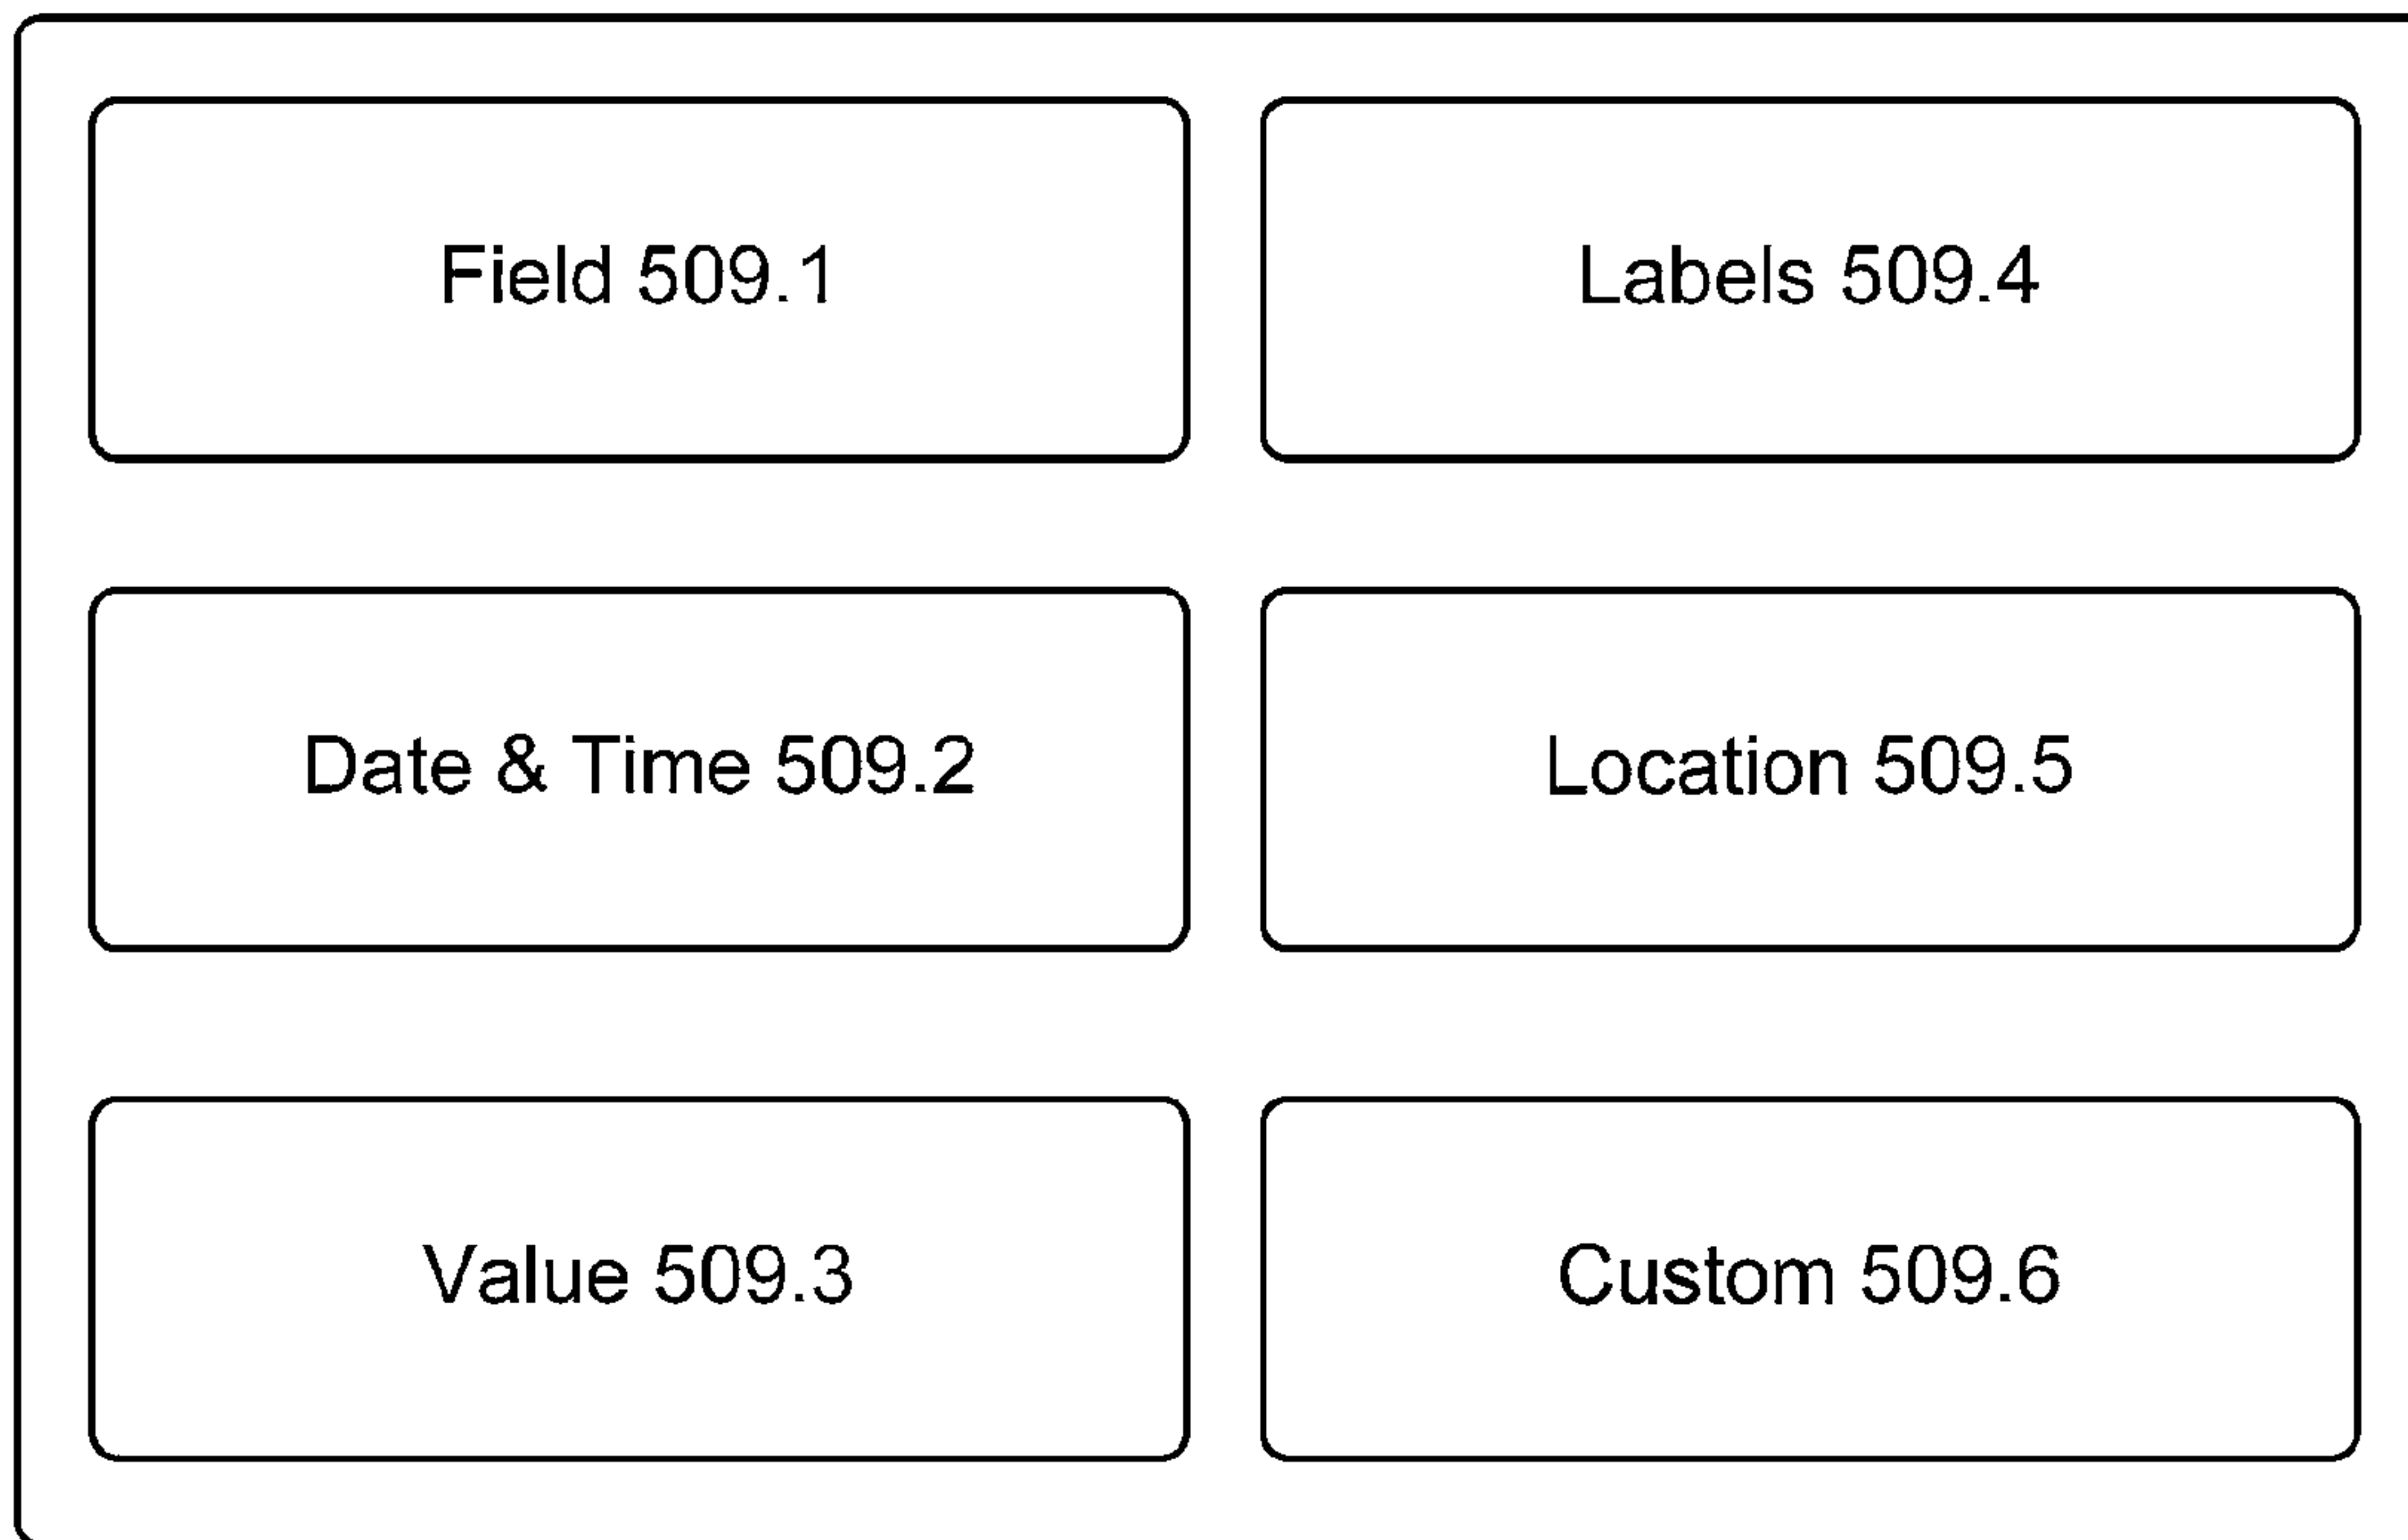 Field 509.1
Labels 509.4
Date & Time 509.2
Location 509.5
Value 509.3
Custom 509.6